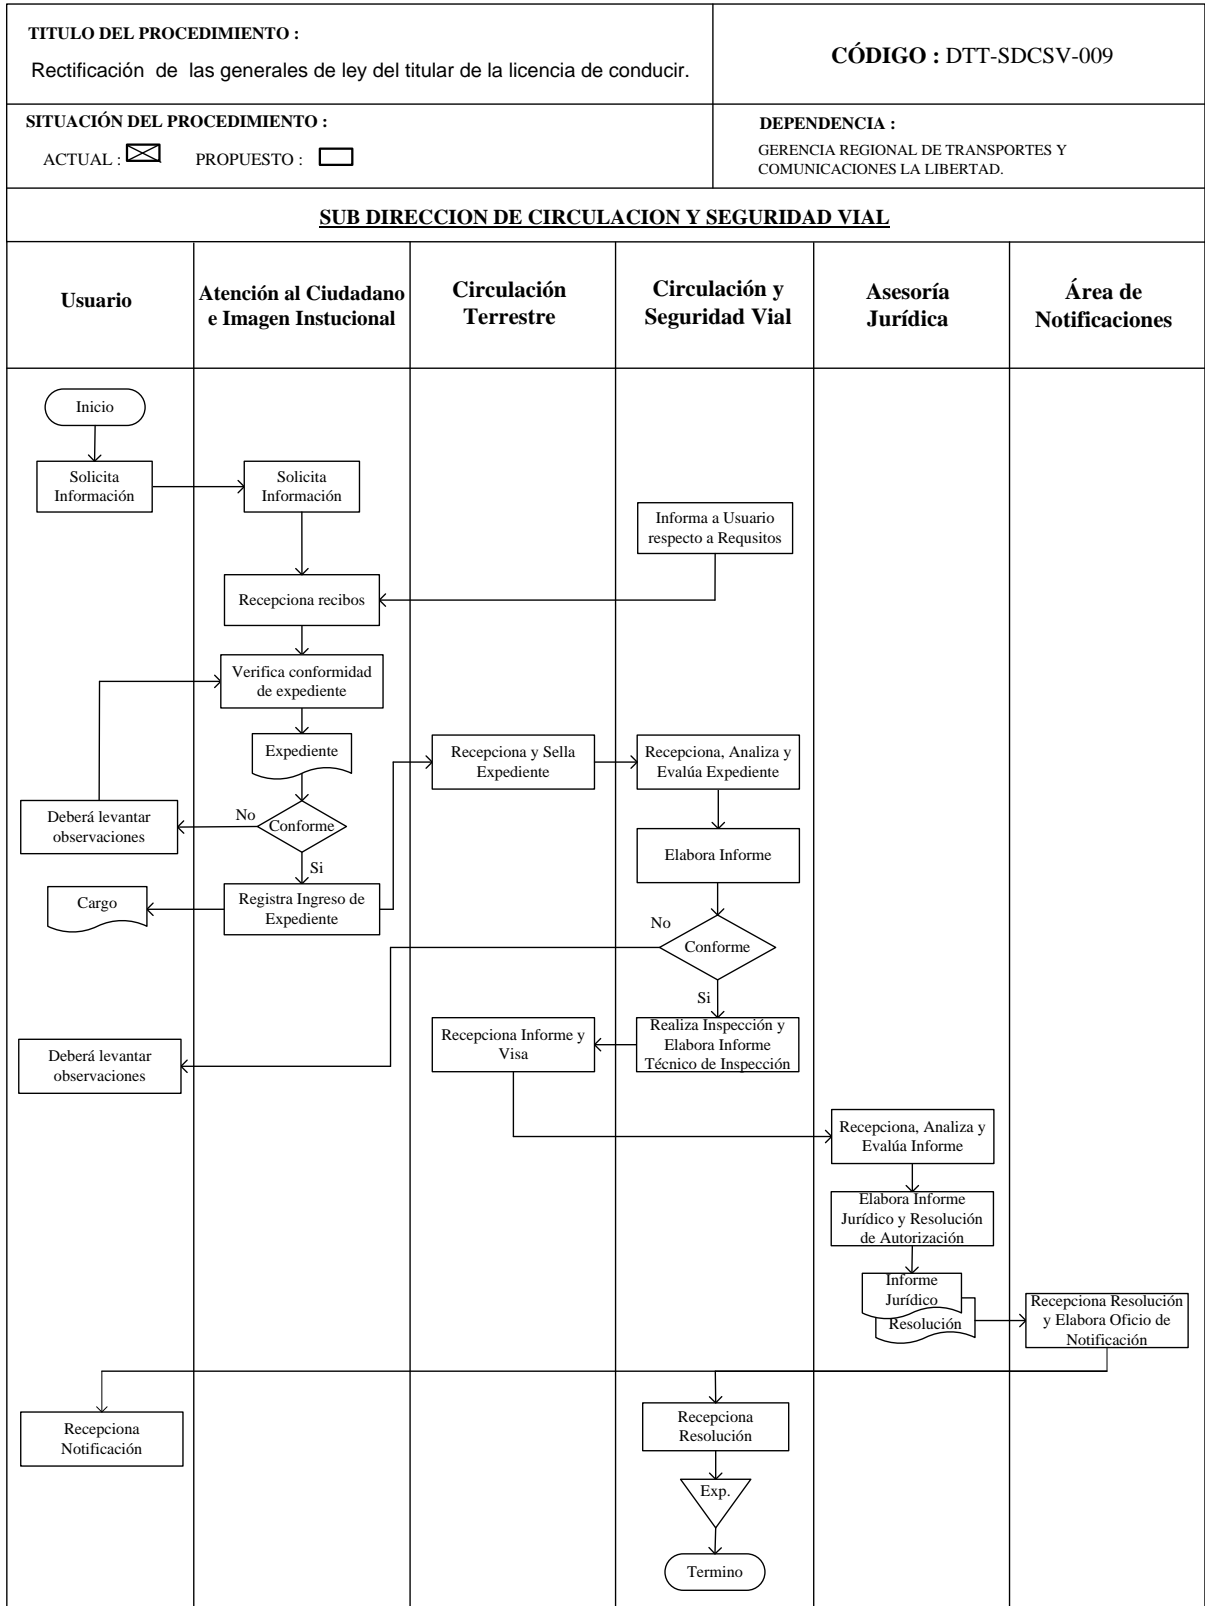 TITULO DEL PROCEDIMIENTO :
Rectificación de las generales de ley del titular de la licencia de conducir.
CÓDIGO : DTT-SDCSV-009
SITUACIÓN DEL PROCEDIMIENTO :
ACTUAL : PROPUESTO :
DEPENDENCIA :
GERENCIA REGIONAL DE TRANSPORTES Y
COMUNICACIONES LA LIBERTAD.
SUB DIRECCION DE CIRCULACION Y SEGURIDAD VIAL
Usuario
Atención al Ciudadano
e Imagen Instucional
Circulación
Terrestre
Circulación y
Seguridad Vial
Asesoría
Jurídica
Área de
Notificaciones
Inicio
Solicita
Información
Solicita
Información
Informa a Usuario
respecto a Requsitos
Recepciona recibos
Verifica conformidad
de expediente
Expediente
Recepciona y Sella
Expediente
Recepciona, Analiza y
Evalúa Expediente
Deberá levantar
observaciones
No
Conforme
Si
Elabora Informe
Cargo
Registra Ingreso de
Expediente
No
Conforme
Si
Recepciona Informe y
Visa
Realiza Inspección y
Elabora Informe
Técnico de Inspección
Deberá levantar
observaciones
Recepciona, Analiza y
Evalúa Informe
Elabora Informe
Jurídico y Resolución
de Autorización
Informe
Jurídico
Resolución
Recepciona Resolución
y Elabora Oficio de
Notificación
Recepciona
Notificación
Recepciona
Resolución
Exp.
Termino